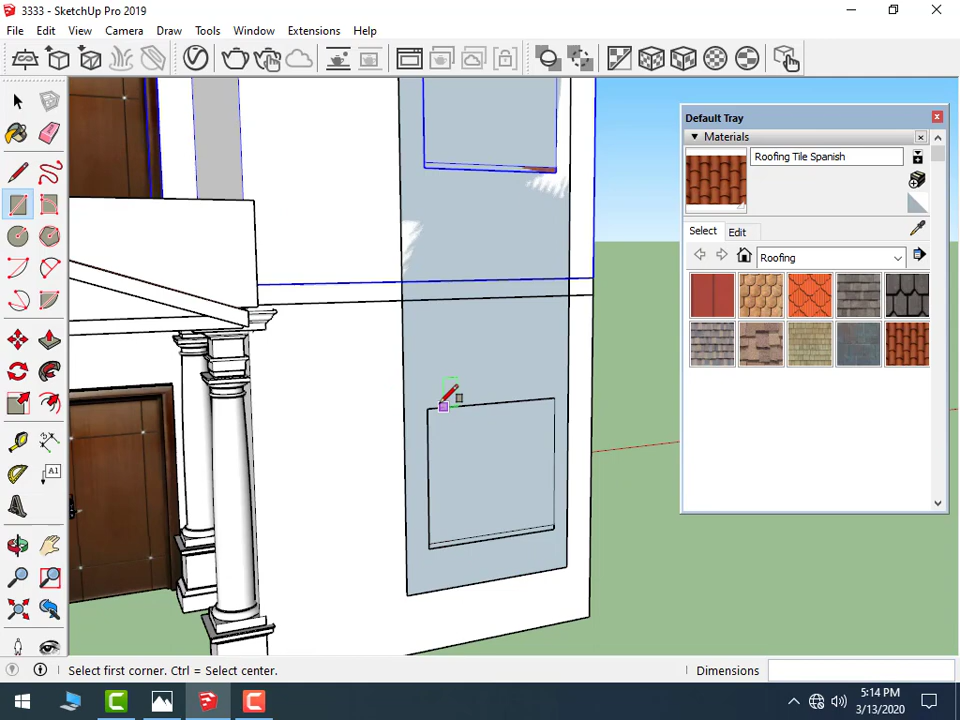 3333 - SketchUp Pro 2019
File Edit View Camera Draw Tools Window Extensions Help
Default Tray
Materials
Roofing Tile Spanish
Select Edit
Roofing
A1
Select first corner. Ctrl = Select center.
Dimensions
5:14 PM
3/13/2020